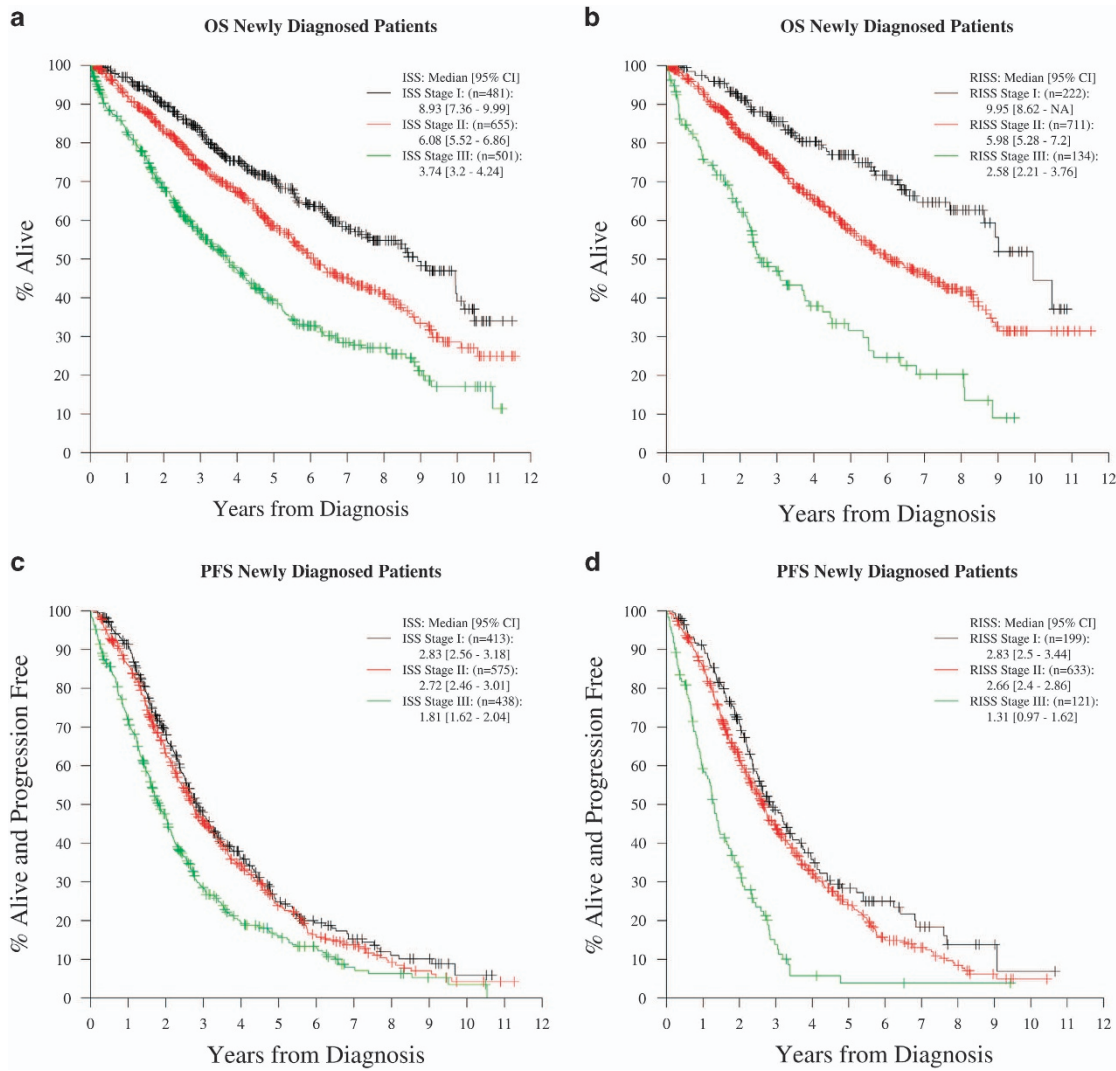 a
OS Newly Diagnosed Patients
ISS: Median [95% CI]
ISS Stage I: (n=481):
8.93 [7.36 - 9.99]
ISS Stage II: (n=655):
6.08 [5.52 - 6.86]
ISS Stage III: (n=501):
3.74 [3.2 - 4.24]
% Alive
100
90
80
70
60
50
40
30
20
10
0
0 1 2 3 4 5 6 7 8 9 10 11 12
Years from Diagnosis
b
OS Newly Diagnosed Patients
RISS: Median [95% CI]
RISS Stage I: (n=222):
9.95 [8.62 - NA]
RISS Stage II: (n=711):
5.98 [5.28 - 7.2]
RISS Stage III: (n=134):
2.58 [2.21 - 3.76]
% Alive
100
90
80
70
60
50
40
30
20
10
0
0 1 2 3 4 5 6 7 8 9 10 11 12
Years from Diagnosis
c
PFS Newly Diagnosed Patients
ISS: Median [95% CI]
ISS Stage I: (n=413):
2.83 [2.56 - 3.18]
ISS Stage II: (n=575):
2.72 [2.46 - 3.01]
ISS Stage III: (n=438):
1.81 [1.62 - 2.04]
% Alive and Progression Free
100
90
80
70
60
50
40
30
20
10
0
0 1 2 3 4 5 6 7 8 9 10 11 12
Years from Diagnosis
d
PFS Newly Diagnosed Patients
RISS: Median [95% CI]
RISS Stage I: (n=199):
2.83 [2.5 - 3.44]
RISS Stage II: (n=633):
2.66 [2.4 - 2.86]
RISS Stage III: (n=121):
1.31 [0.97 - 1.62]
% Alive and Progression Free
100
90
80
70
60
50
40
30
20
10
0
0 1 2 3 4 5 6 7 8 9 10 11 12
Years from Diagnosis